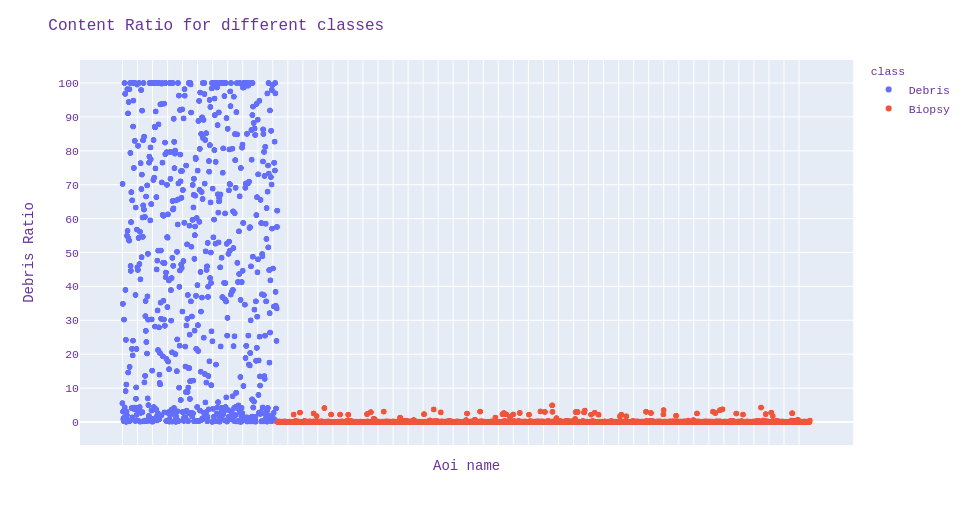 Content Ratio for different classes
class
Debris
Biopsy
100
90
80
70
60
50
40
30
20
10
0
Debris Ratio
Aoi name